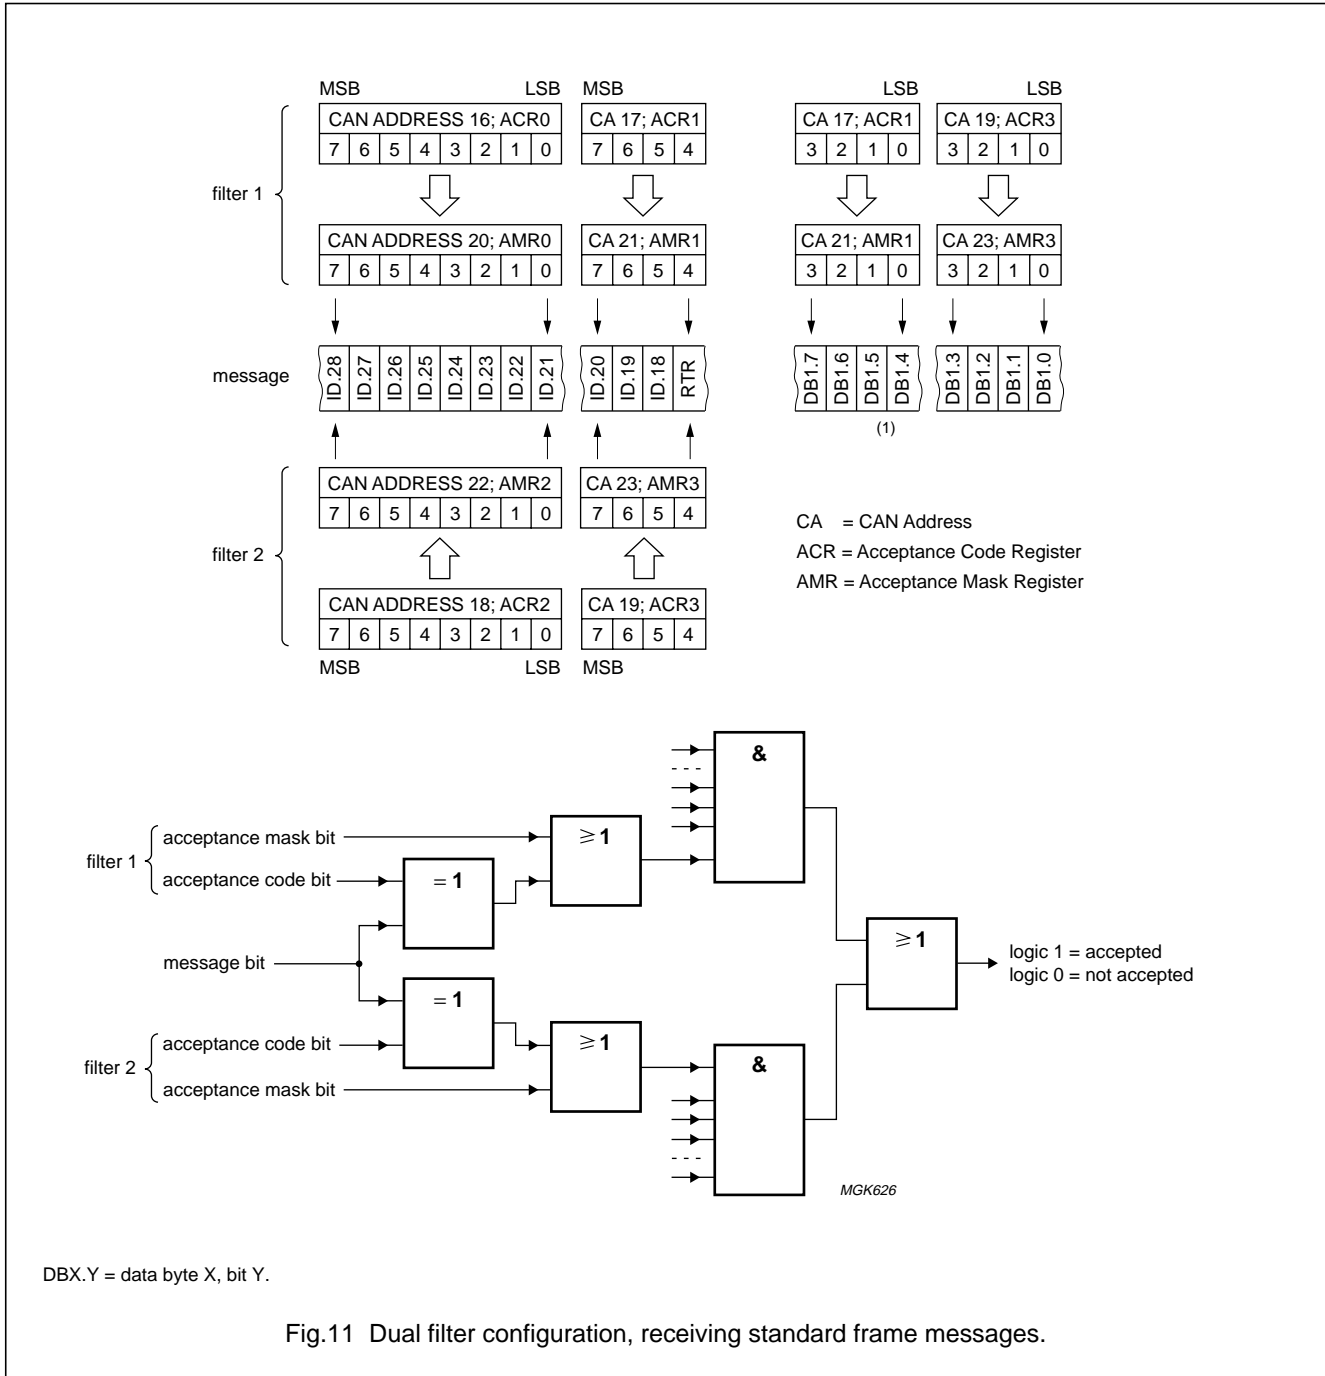 MSB LSB MSB LSB LSB
CAN ADDRESS 16; ACR0 CA 17; ACR1 CA 17; ACR1 CA 19; ACR3
7 6 5 4 3 2 1 0 7 6 5 4 3 2 1 0 3 2 1 0
filter 1
CAN ADDRESS 20; AMR0 CA 21; AMR1 CA 21; AMR1 CA 23; AMR3
7 6 5 4 3 2 1 0 7 6 5 4 3 2 1 0 3 2 1 0
message ID.28 ID.27 ID.26 ID.25 ID.24 ID.23 ID.22 ID.21 ID.20 ID.19 ID.18 RTR DB1.7 DB1.6 DB1.5 DB1.4 DB1.3 DB1.2 DB1.1 DB1.0
(1)
CAN ADDRESS 22; AMR2 CA 23; AMR3
7 6 5 4 3 2 1 0 7 6 5 4
filter 2
CAN ADDRESS 18; ACR2 CA 19; ACR3
7 6 5 4 3 2 1 0 7 6 5 4
MSB LSB MSB
CA = CAN Address
ACR = Acceptance Code Register
AMR = Acceptance Mask Register
&
filter 1
acceptance mask bit
≥ 1
acceptance code bit
= 1
message bit
≥ 1
logic 1 = accepted
logic 0 = not accepted
= 1
filter 2
acceptance code bit
≥ 1
acceptance mask bit
&
MGK626
DBX.Y = data byte X, bit Y.
Fig.11 Dual filter configuration, receiving standard frame messages.